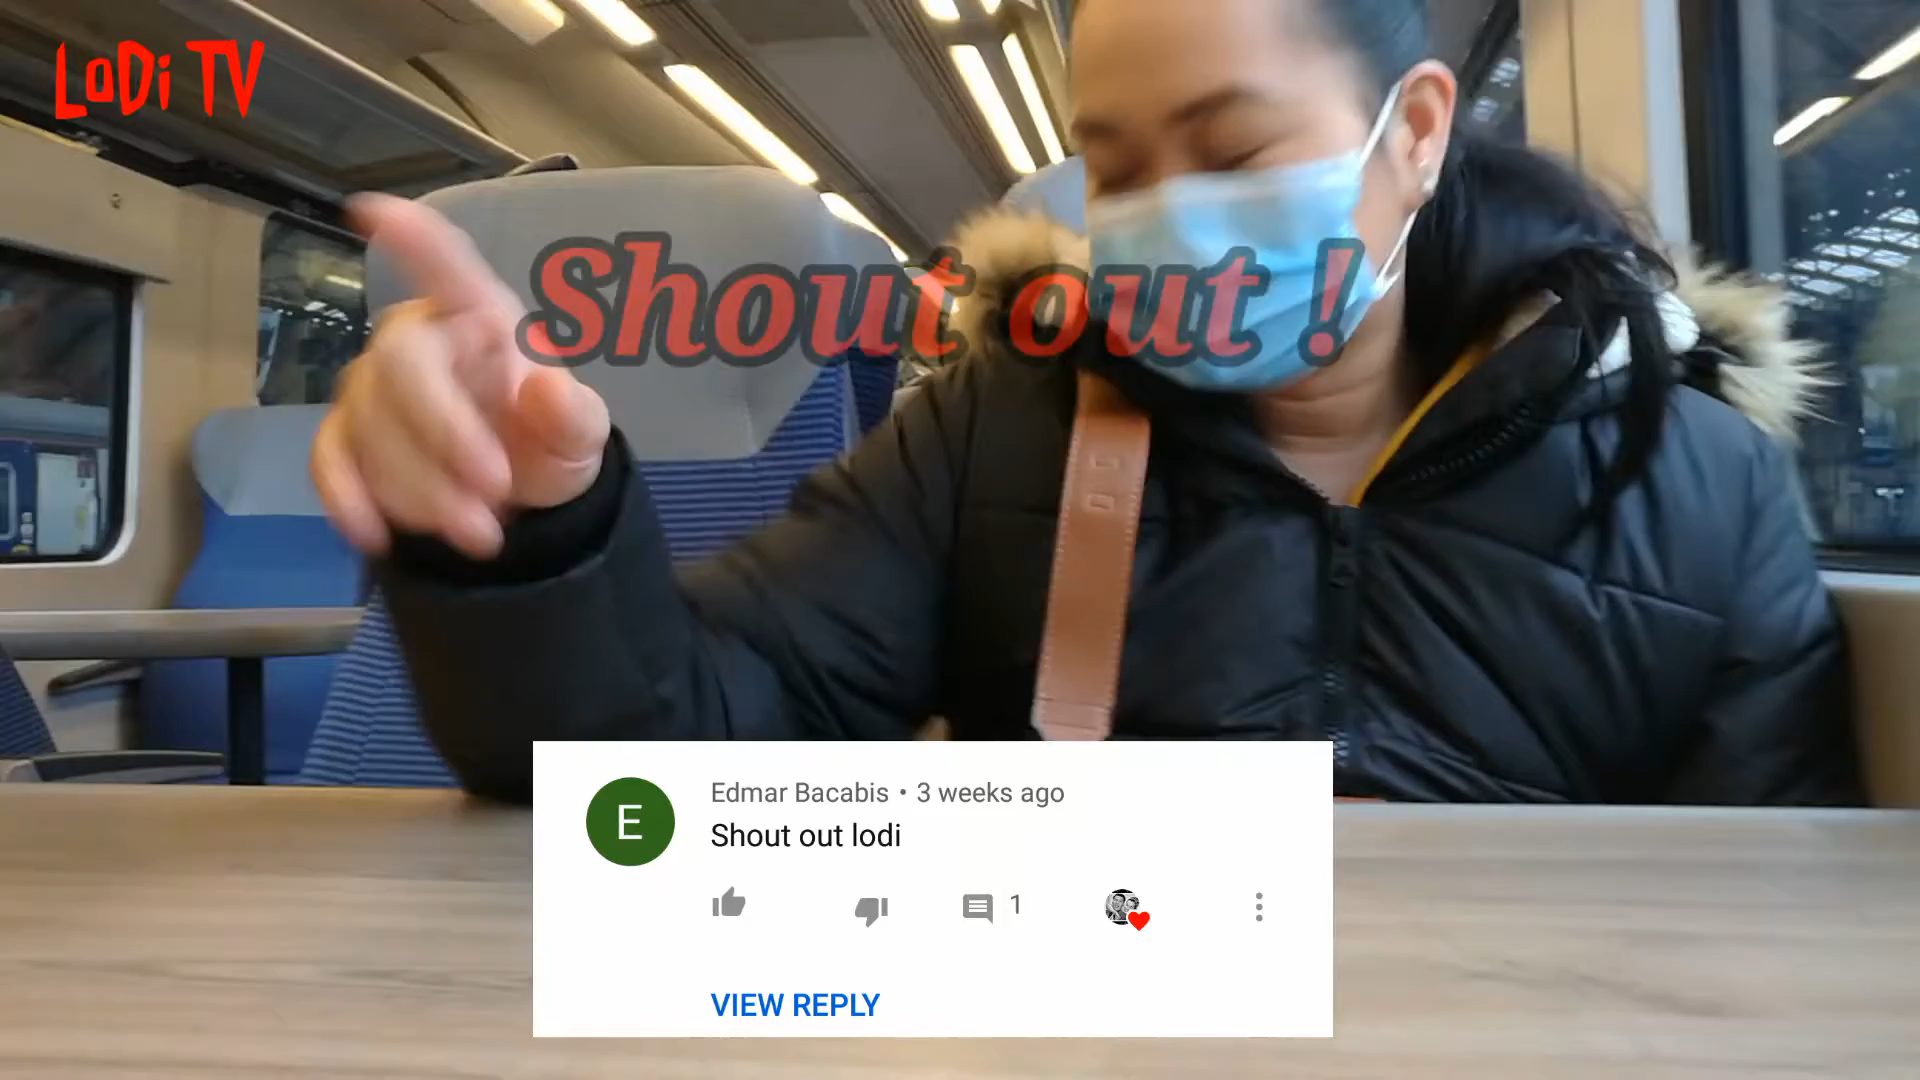 LoDi TV
Shout out !
E
Edmar Bacabis • 3 weeks ago
Shout out lodi
1
VIEW REPLY